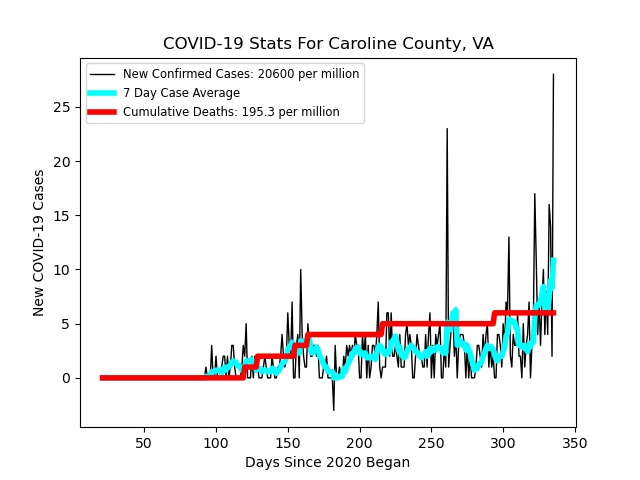 COVID-19 Stats For Caroline County, VA
New Confirmed Cases: 20600 per million
7 Day Case Average
Cumulative Deaths: 195.3 per million
New COVID-19 Cases
25
20
15
10
5
0
50 100 150 200 250 300 350
Days Since 2020 Began